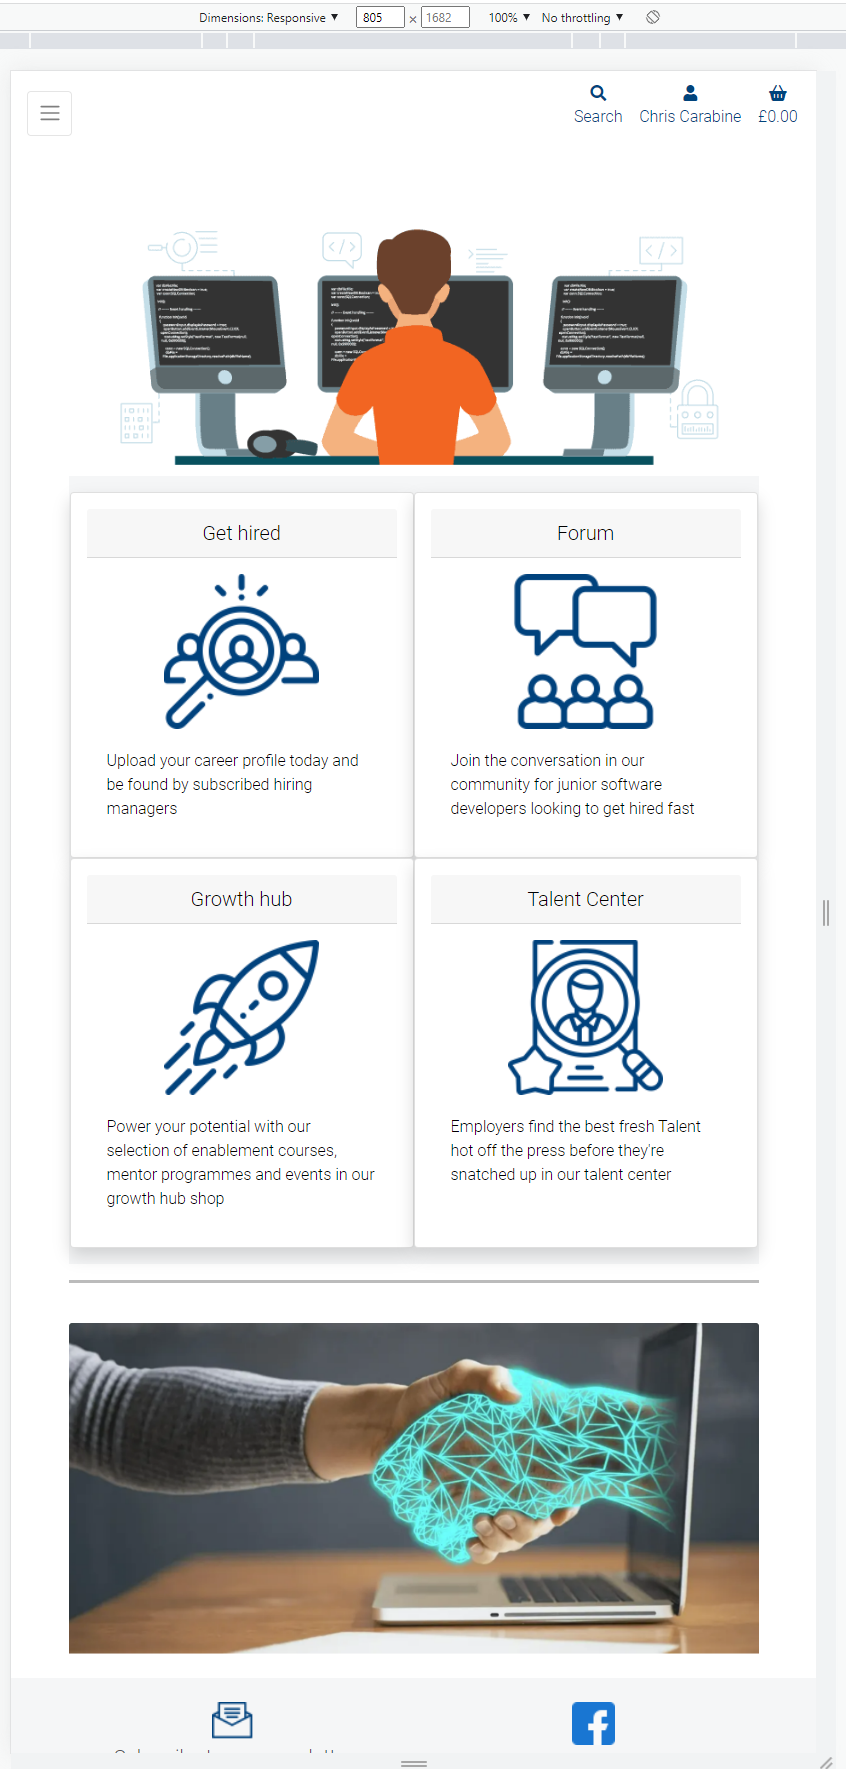 Dimensions: Responsive ▼ 805 × 1682 100% ▼ No throttling ▼
Search Chris Carabine £0.00
Get hired
Upload your career profile today and
be found by subscribed hiring
managers
Forum
Join the conversation in our
community for junior software
developers looking to get hired fast
Growth hub
Power your potential with our
selection of enablement courses,
mentor programmes and events in our
growth hub shop
Talent Center
Employers find the best fresh Talent
hot off the press before they're
snatched up in our talent center